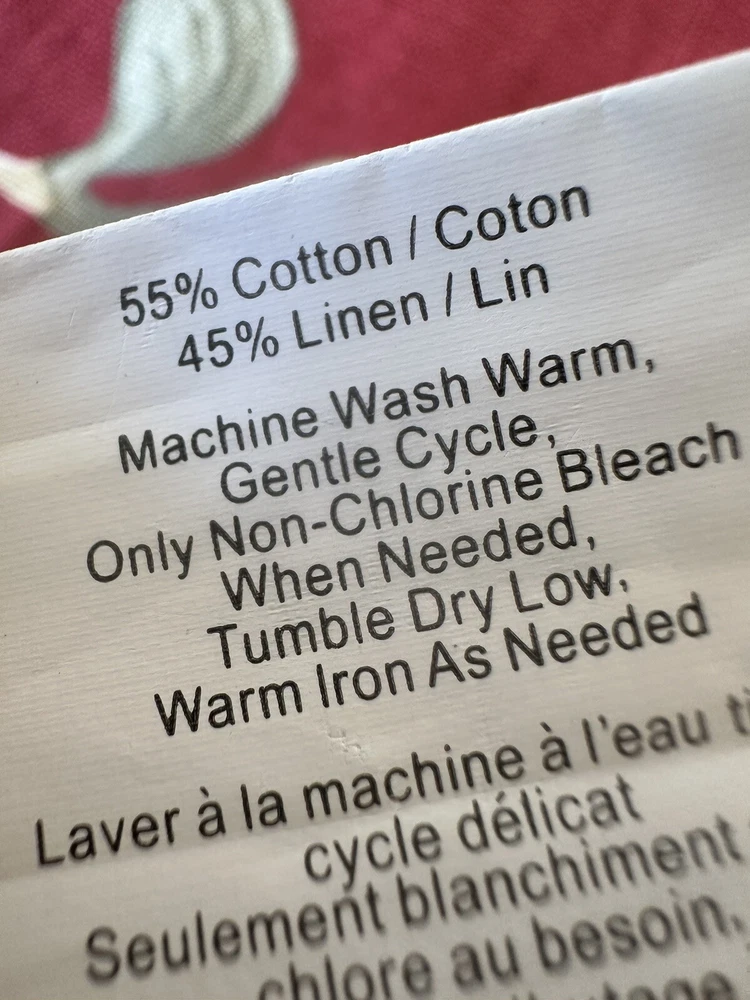 55% Cotton / Coton
45% Linen / Lin
Machine Wash Warm,
Gentle Cycle,
Only Non-Chlorine Bleach
When Needed,
Tumble Dry Low,
Warm Iron As Needed
Laver à la machine à l'eau
cycle délicat
Seulement blanchiment
chlore au besoin,